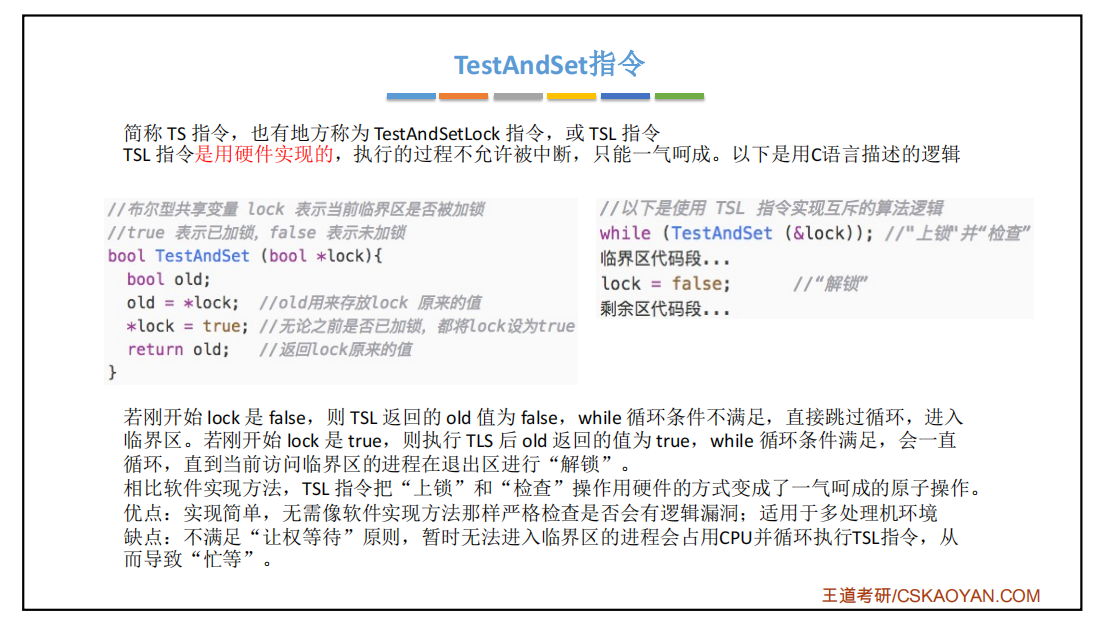 TestAndSet指令
简称 TS 指令，也有地方称为 TestAndSetLock 指令，或 TSL 指令
TSL 指令是用硬件实现的，执行的过程不允许被中断，只能一气呵成。以下是用C语言描述的逻辑
//布尔型共享变量 lock 表示当前临界区是否被加锁
//true 表示已加锁，false 表示未加锁
bool TestAndSet (bool *lock){
bool old;
old = *lock; //old用来存放lock 原来的值
*lock = true; //无论之前是否已加锁，都将lock设为true
return old; //返回lock原来的值
}
//以下是使用 TSL 指令实现互斥的算法逻辑
while (TestAndSet (&lock)); //"上锁"并“检查”
临界区代码段...
lock = false; //“解锁”
剩余区代码段...
若刚开始 lock 是 false，则 TSL 返回的 old 值为 false，while 循环条件不满足，直接跳过循环，进入
临界区。若刚开始 lock 是 true，则执行 TLS 后 old 返回的值为 true，while 循环条件满足，会一直
循环，直到当前访问临界区的进程在退出区进行“解锁”。
相比软件实现方法，TSL 指令把“上锁”和“检查”操作用硬件的方式变成了一气呵成的原子操作。
优点：实现简单，无需像软件实现方法那样严格检查是否会有逻辑漏洞；适用于多处理机环境
缺点：不满足“让权等待”原则，暂时无法进入临界区的进程会占用CPU并循环执行TSL指令，从
而导致“忙等”。
王道考研/CSKAOYAN.COM